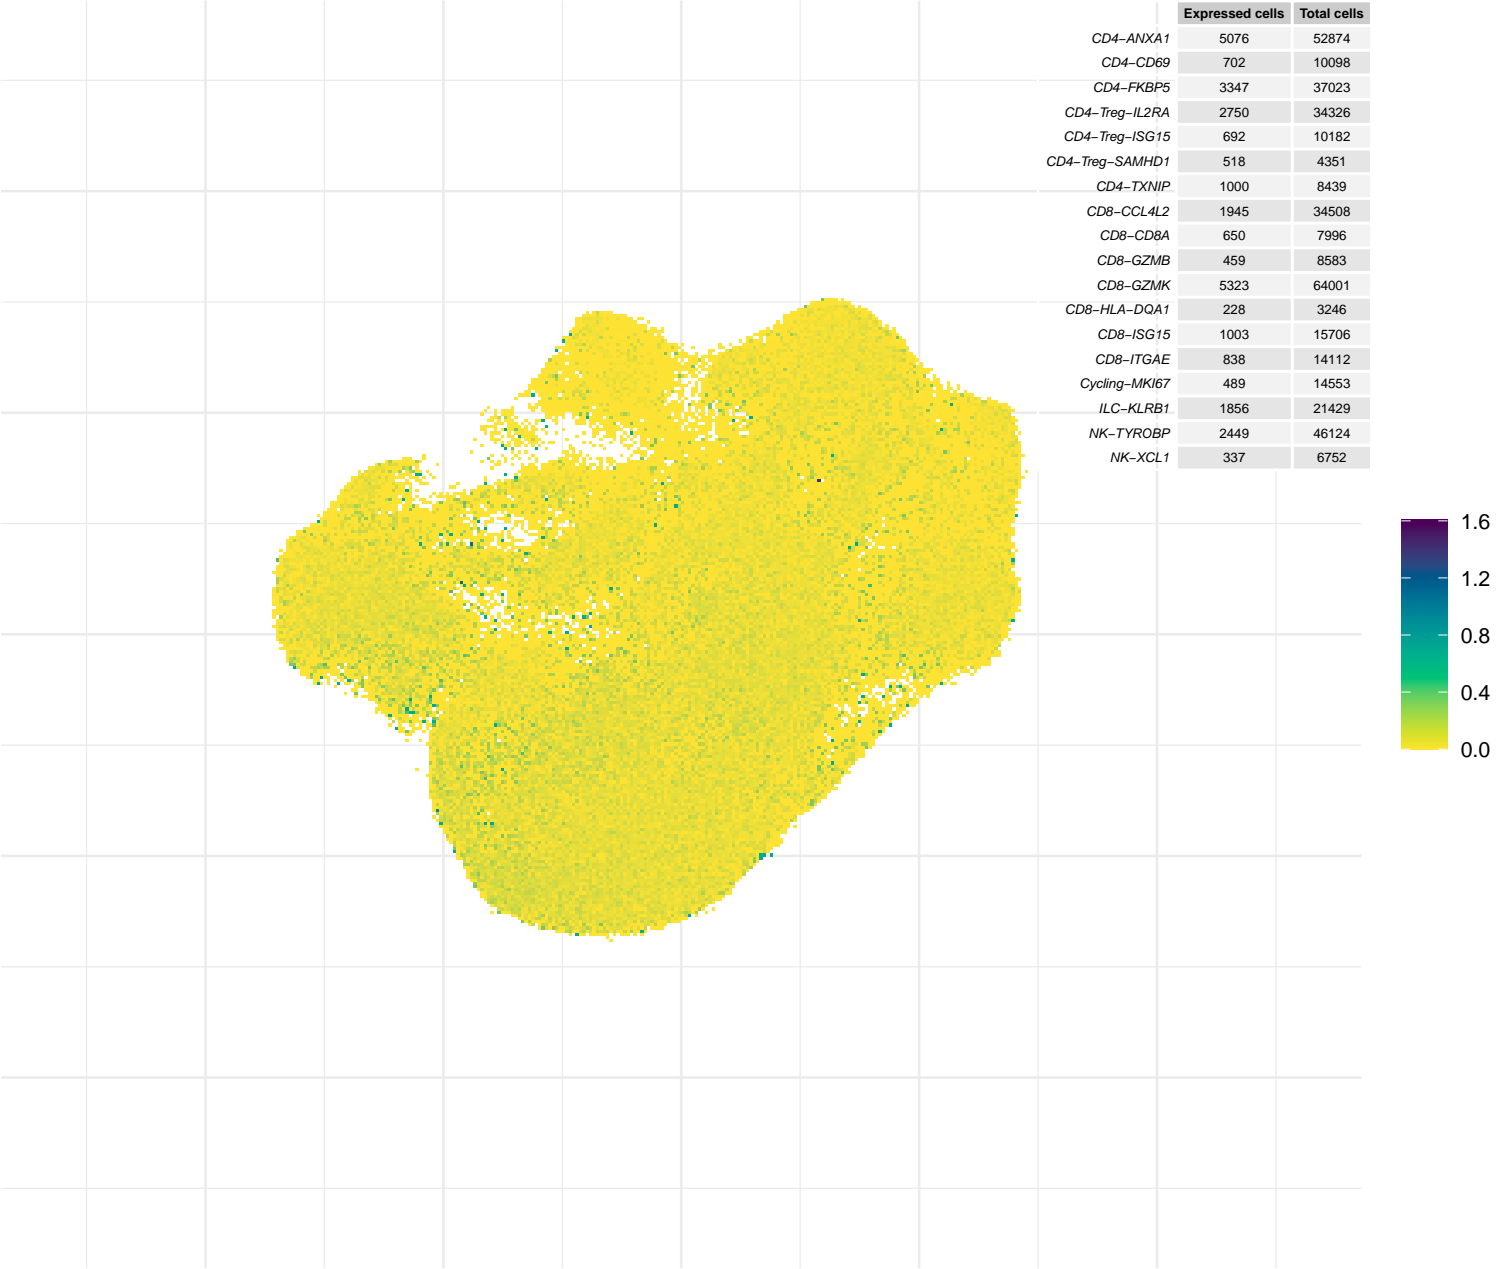 Expressed cells Total cells
CD4−ANXA1 5076 52874
CD4−CD69 702 10098
CD4−FKBP5 3347 37023
CD4−Treg−IL2RA 2750 34326
CD4−Treg−ISG15 692 10182
CD4−Treg−SAMHD1 518 4351
CD4−TXNIP 1000 8439
CD8−CCL4L2 1945 34508
CD8−CD8A 650 7996
CD8−GZMB 459 8583
CD8−GZMK 5323 64001
CD8−HLA−DQA1 228 3246
CD8−ISG15 1003 15706
CD8−ITGAE 838 14112
Cycling−MKI67 489 14553
ILC−KLRB1 1856 21429
NK−TYROBP 2449 46124
NK−XCL1 337 6752
1.6
1.2
0.8
0.4
0.0